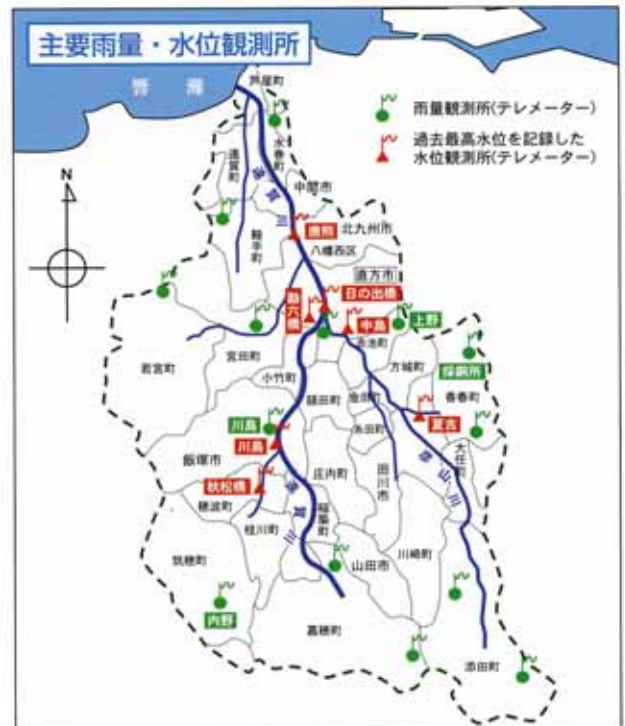 主要雨量・水位観測所
響灘
芦屋町
雨量観測所(テレメーター)
過去最高水位を記録した
水位観測所(テレメーター)
N
水巻町
遠賀町
遠賀川
中間市
北九州市
鞍手町
唐熊
八幡西区
直方市
日の出橋
勘六橋
中島
上野
赤池町
方城町
採銅所
香春町
若宮町
宮田町
小竹町
頴田町
金田町
糸田町
夏吉
川島
川島
大任町
彦山川
飯塚市
庄内町
田川市
秋松橋
穂波町
遠賀川
稲築町
桂川町
川崎町
筑穂町
山田市
内野
嘉穂町
添田町